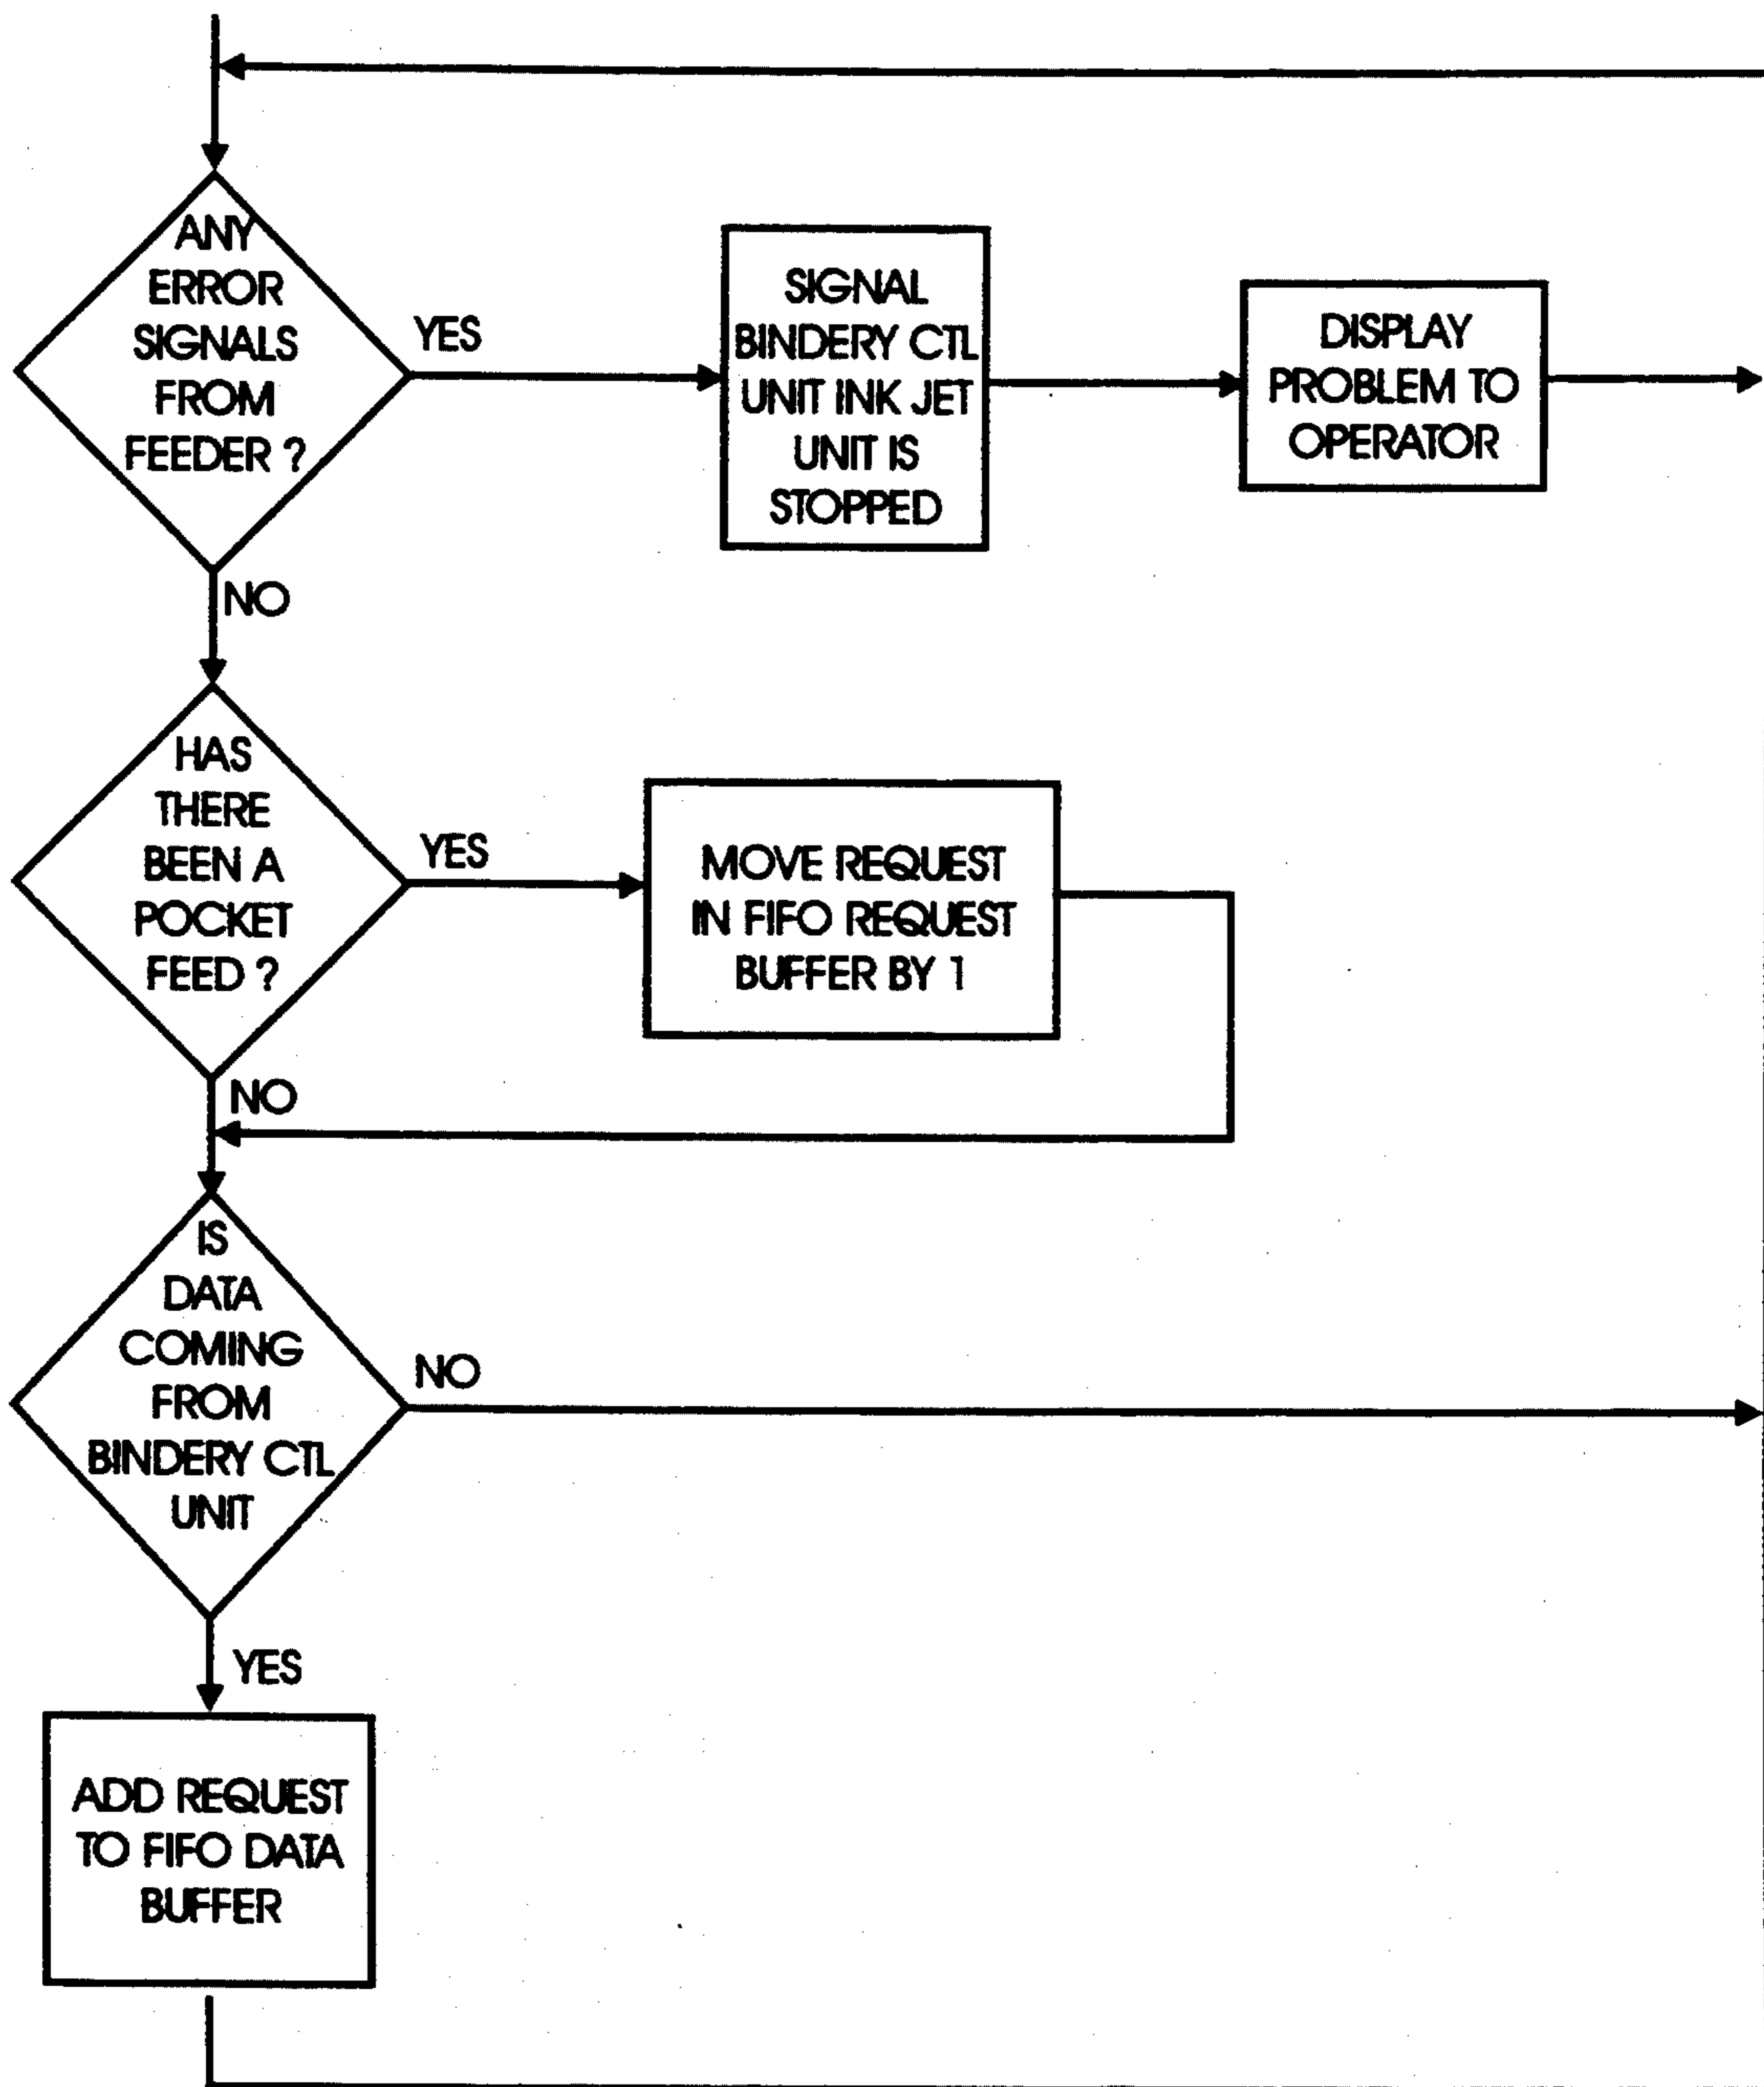 ANY
ERROR
SIGNALS
FROM
FEEDER ?
YES
SIGNAL
BINDERY CTL
UNIT INK JET
UNIT IS
STOPPED
DISPLAY
PROBLEM TO
OPERATOR
NO
HAS
THERE
BEEN A
POCKET
FEED ?
YES
MOVE REQUEST
IN FIFO REQUEST
BUFFER BY 1
NO
IS
DATA
COMING
FROM
BINDERY CTL
UNIT
NO
YES
ADD REQUEST
TO FIFO DATA
BUFFER